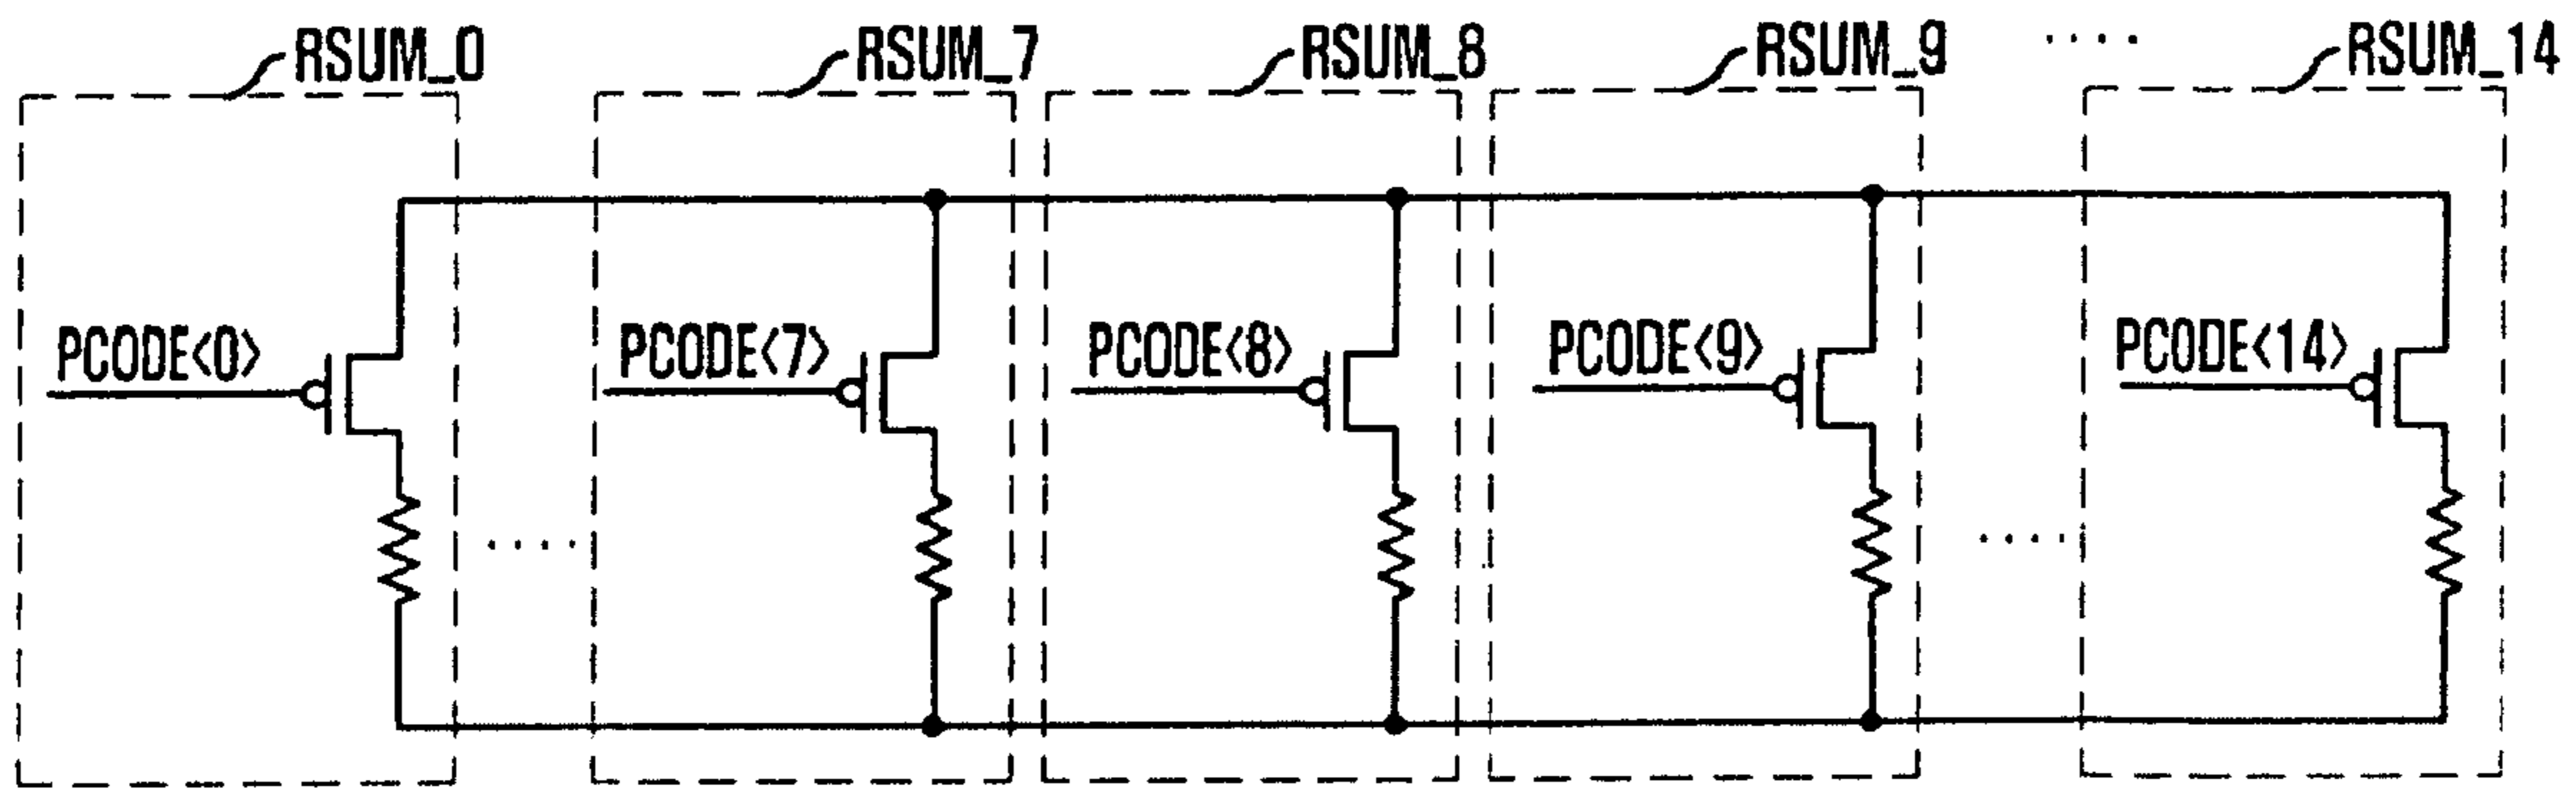 RSUM_0 RSUM_7 RSUM_8 RSUM_9 ···· RSUM_14
PCODE<0> PCODE<7> PCODE<8> PCODE<9> PCODE<14>
···· ····